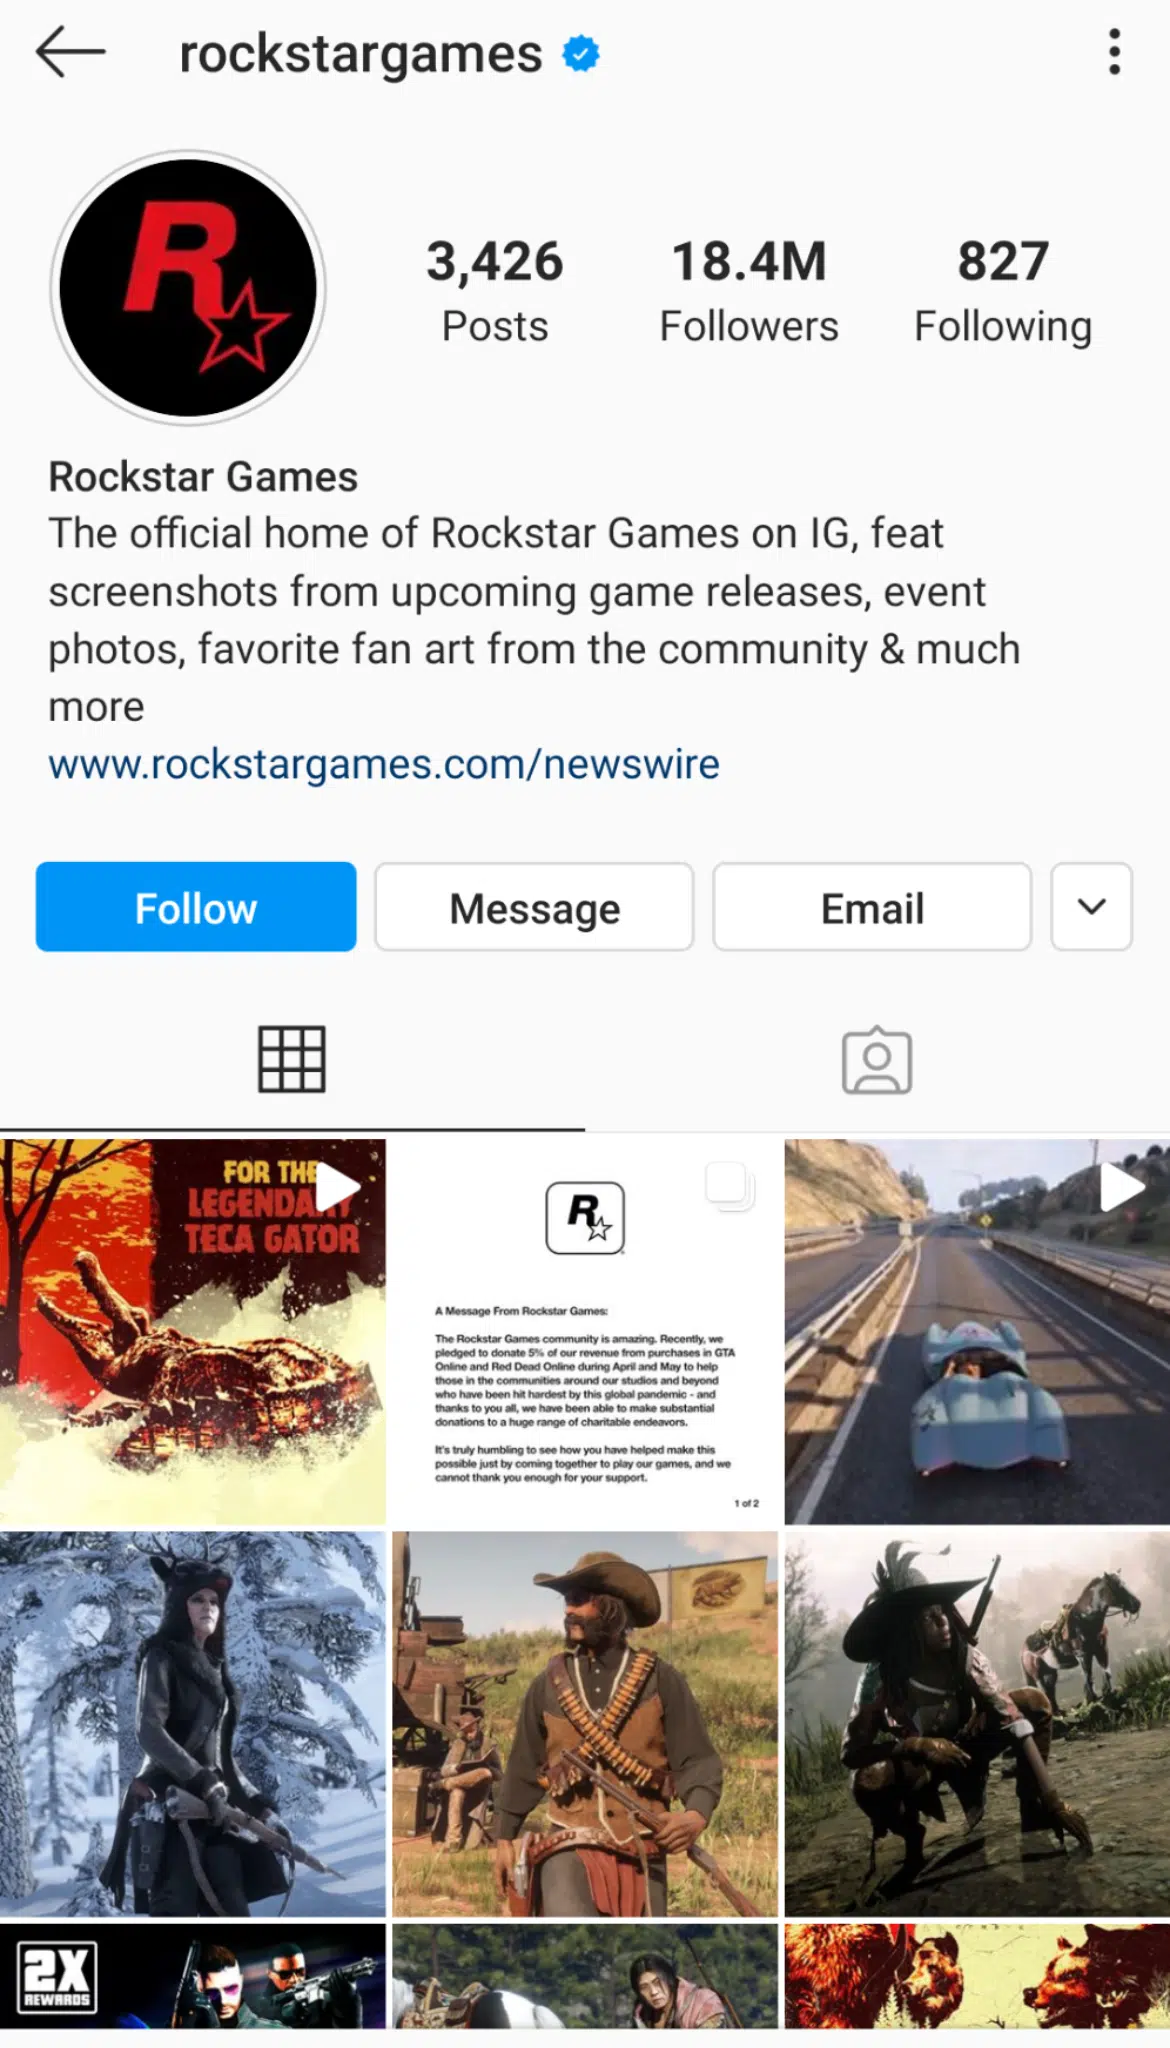 rockstargames
3,426
Posts
18.4M
Followers
827
Following
Rockstar Games
The official home of Rockstar Games on IG, feat
screenshots from upcoming game releases, event
photos, favorite fan art from the community & much
more
www.rockstargames.com/newswire
Follow
Message
Email
FOR THE
LEGENDARY
TECA GATOR
R
A Message From Rockstar Games:
The Rockstar Games community is amazing. Recently, we
pledged to donate 5% of our revenue from purchases in GTA
Online and Red Dead Online during April and May to help
those in the communities around our studios and beyond
who have been hit hardest by this global pandemic - and
thanks to you all, we have been able to make substantial
donations to a huge range of charitable endeavors.
It's truly humbling to see how you have helped make this
possible just by coming together to play our games, and we
cannot thank you enough for your support.
1 of 2
2X
REWARDS